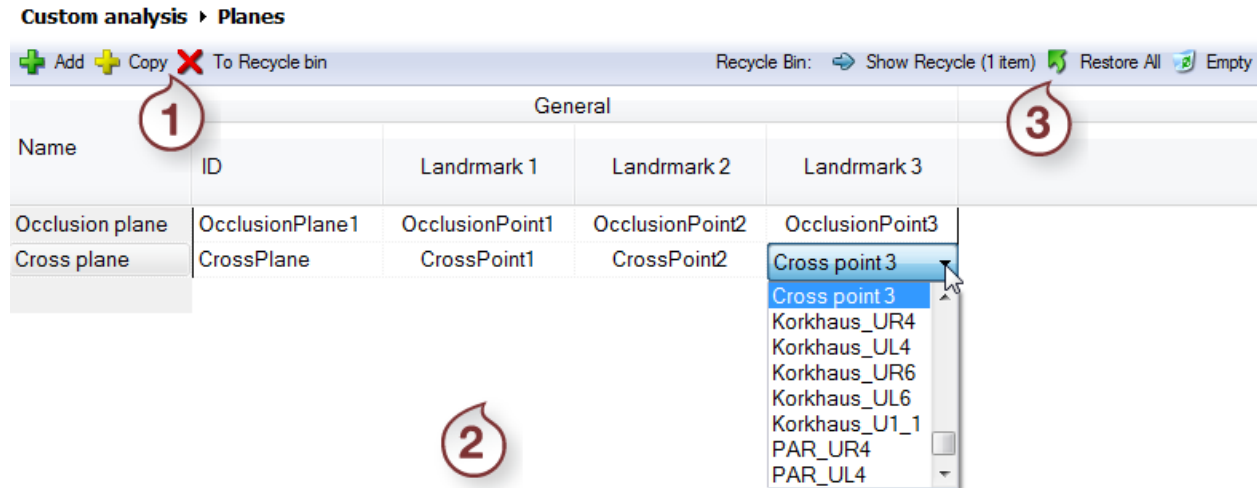 Custom analysis ▸ Planes
Add Copy To Recycle bin Recycle Bin: Show Recycle (1 item) Restore All Empty
1
3
General
Name
ID Landrmark 1 Landrmark 2 Landrmark 3
Occlusion plane OcclusionPlane1 OcclusionPoint1 OcclusionPoint2 OcclusionPoint3
Cross plane CrossPlane CrossPoint1 CrossPoint2 Cross point 3
Cross point 3
Korkhaus_UR4
Korkhaus_UL4
Korkhaus_UR6
Korkhaus_UL6
Korkhaus_U1_1
2
PAR_UR4
PAR_UL4